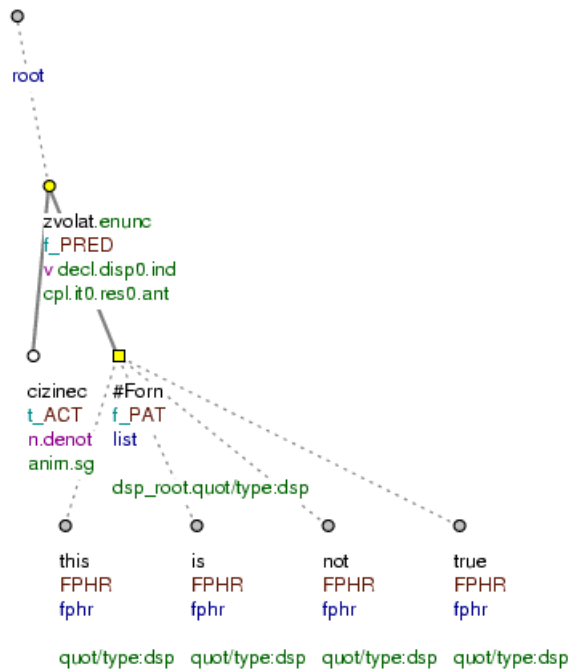 root
zvolat.enunc
f_PRED
v decl.disp0.ind
cpl.it0.res0.ant
cizinec #Forn
t_ACT f_PAT
n.denot list
anim.sg
dsp_root.quot/type:dsp
this is not true
FPHR FPHR FPHR FPHR
fphr fphr fphr fphr
quot/type:dsp quot/type:dsp quot/type:dsp quot/type:dsp